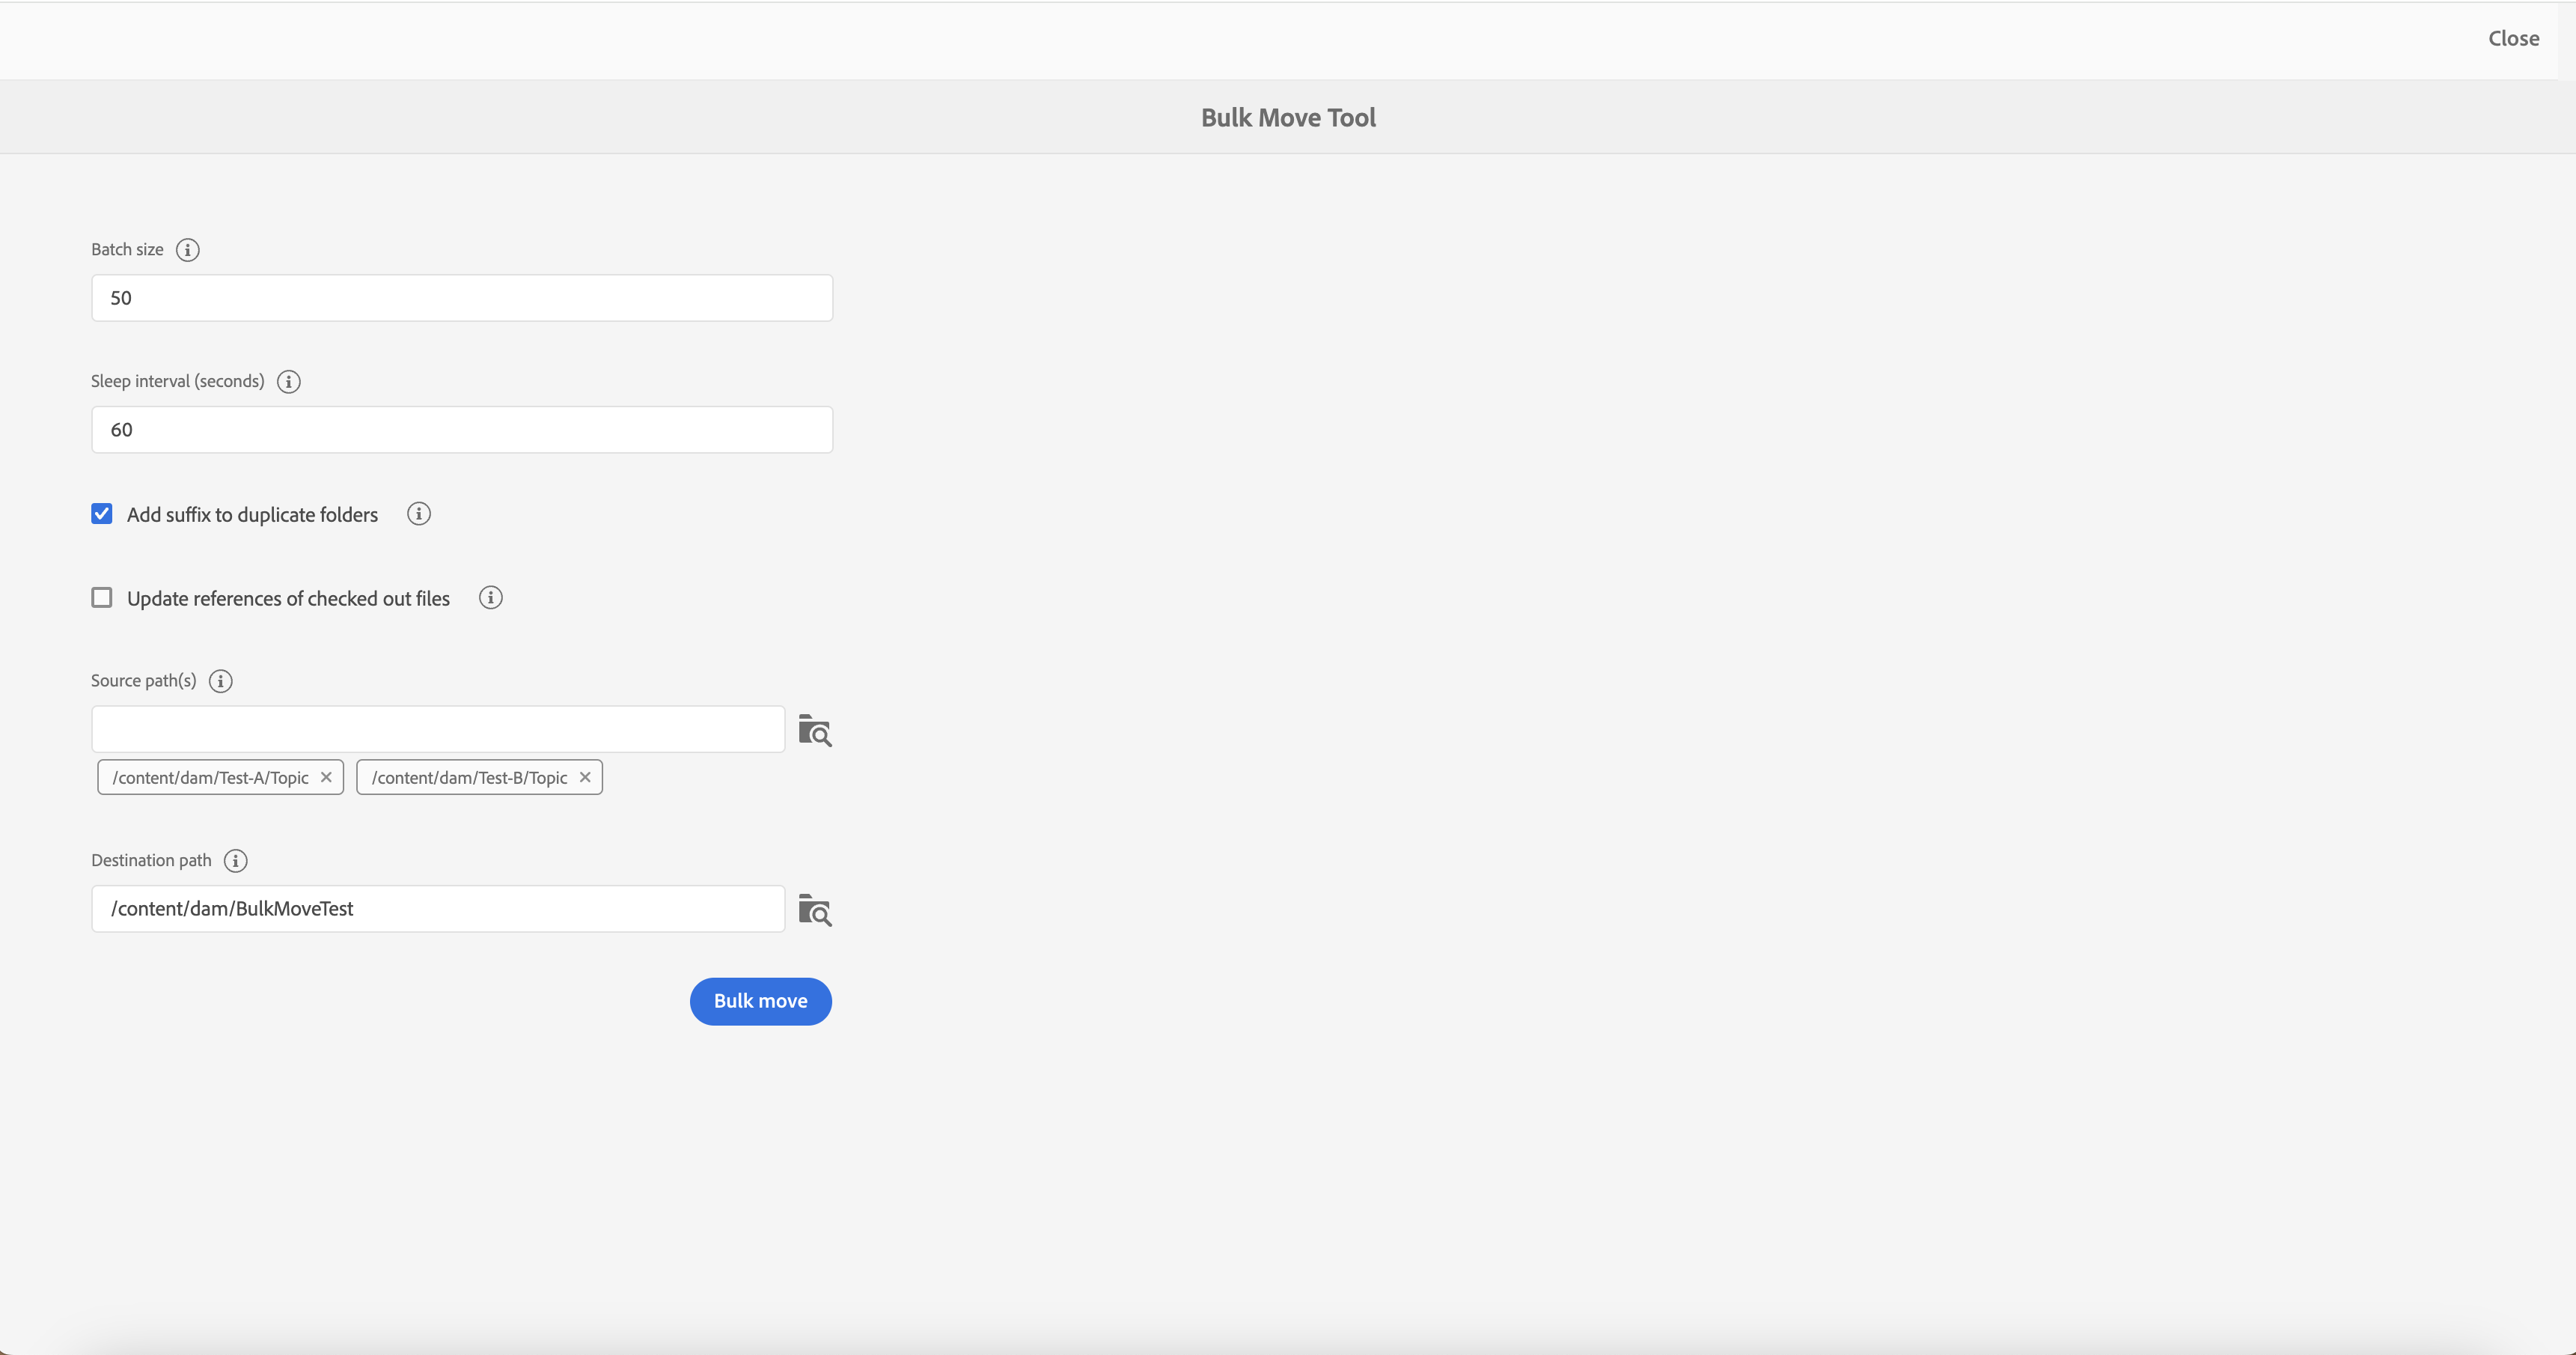 Close
Bulk Move Tool
Batch size
50
Sleep interval (seconds)
60
Add suffix to duplicate folders
Update references of checked out files
Source path(s)
/content/dam/Test-A/Topic /content/dam/Test-B/Topic
Destination path
/content/dam/BulkMoveTest
Bulk move